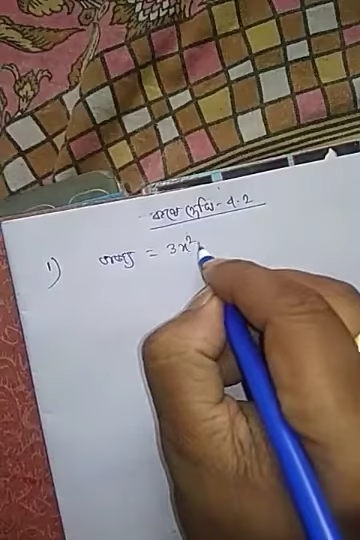 কষে দেখি - 4.2
1) ভাজ্য = 3x²